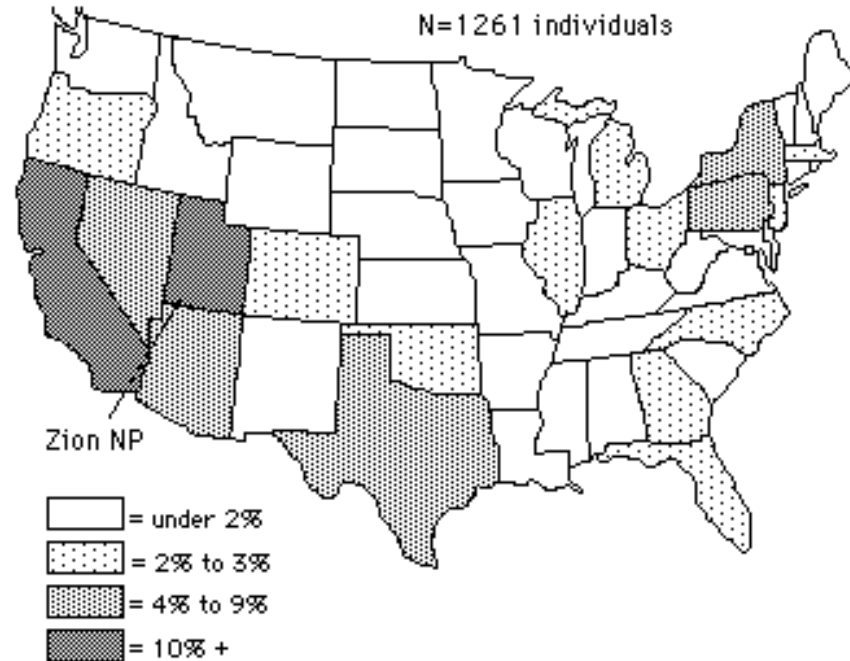 N=1261 individuals
Zion NP
= under 2%
= 2% to 3%
= 4% to 9%
= 10% +